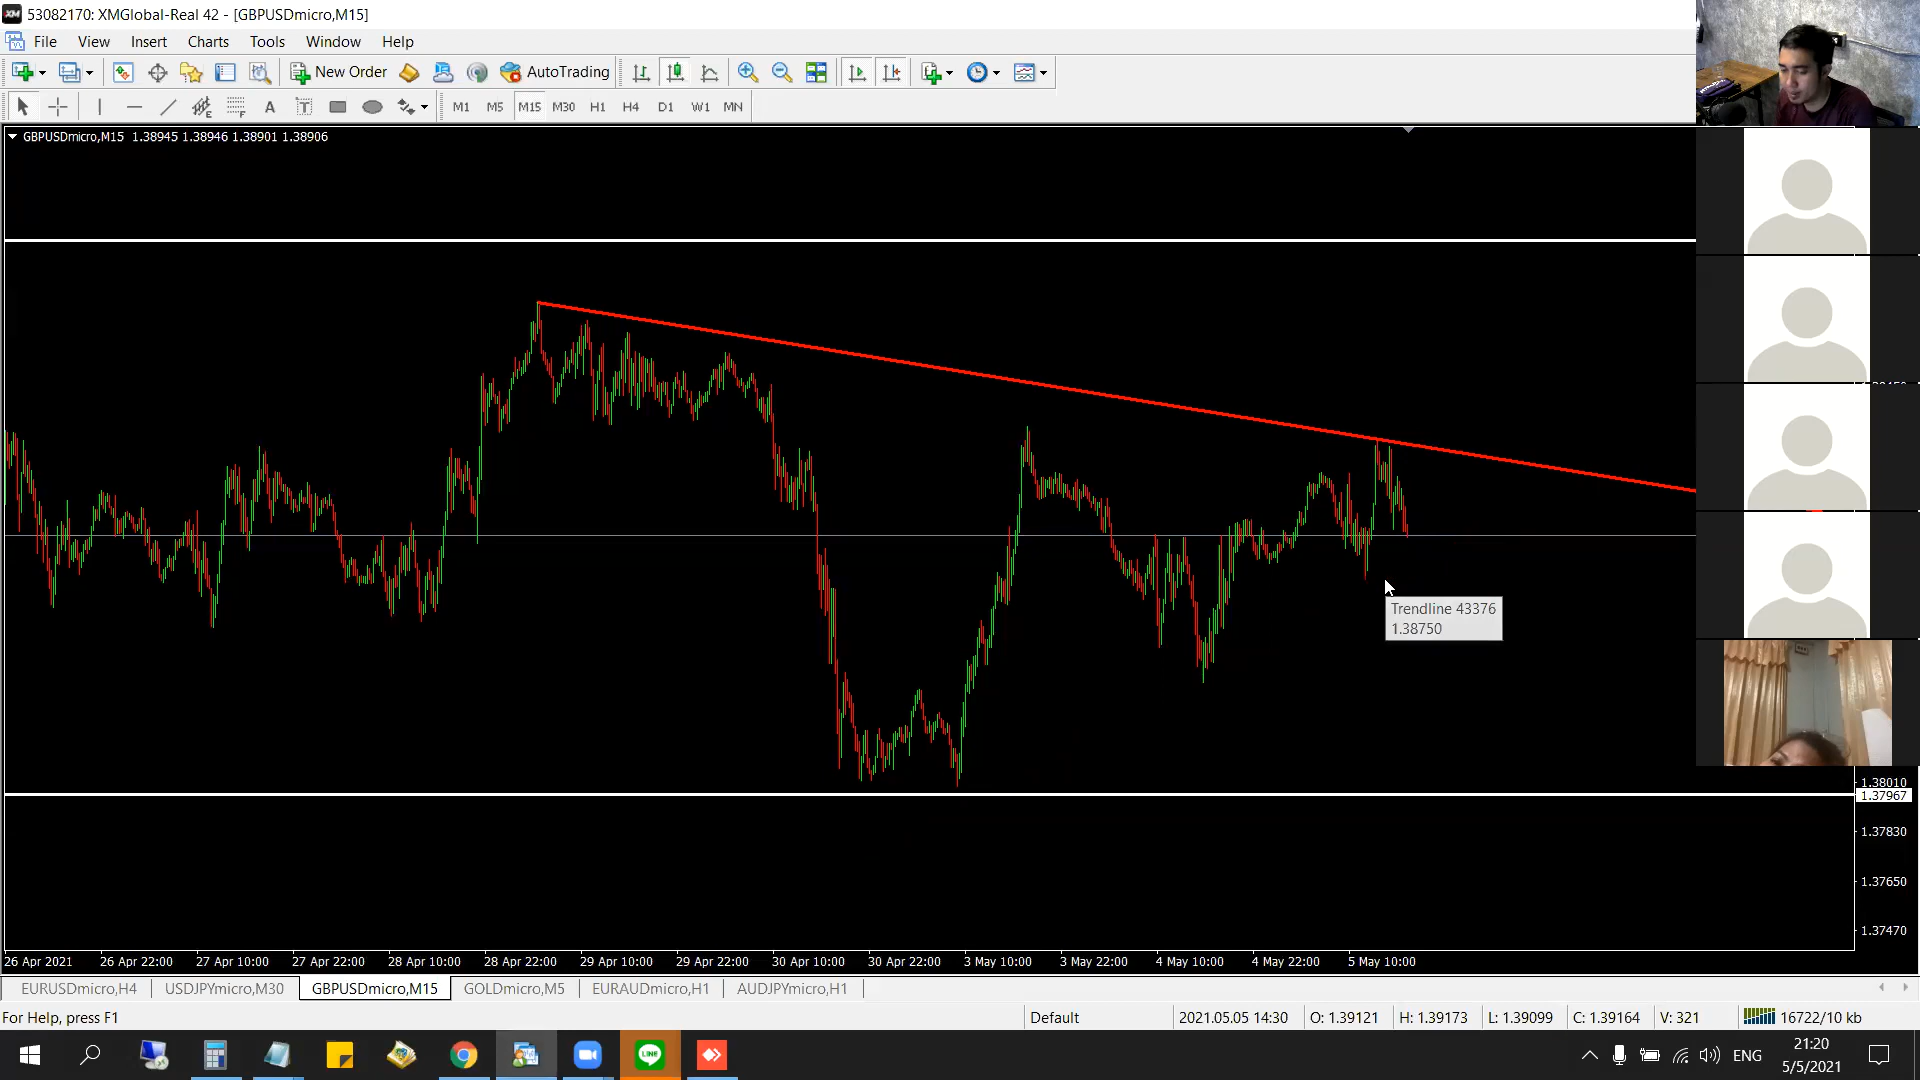 53082170: XMGlobal-Real 42 - [GBPUSDmicro,M15]
File View Insert Charts Tools Window Help
New Order AutoTrading
M1 M5 M15 M30 H1 H4 D1 W1 MN
GBPUSDmicro,M15 1.38945 1.38946 1.38901 1.38906
Trendline 43376
1.38750
1.38010
1.37967
1.37830
1.37650
1.37470
26 Apr 2021 26 Apr 22:00 27 Apr 10:00 27 Apr 22:00 28 Apr 10:00 28 Apr 22:00 29 Apr 10:00 29 Apr 22:00 30 Apr 10:00 30 Apr 22:00 3 May 10:00 3 May 22:00 4 May 10:00 4 May 22:00 5 May 10:00
EURUSDmicro,H4 USDJPYmicro,M30 GBPUSDmicro,M15 GOLDmicro,M5 EURAUDmicro,H1 AUDJPYmicro,H1
For Help, press F1 Default 2021.05.05 14:30 O: 1.39121 H: 1.39173 L: 1.39099 C: 1.39164 V: 321 16722/10 kb
LINE ENG 21:20
5/5/2021